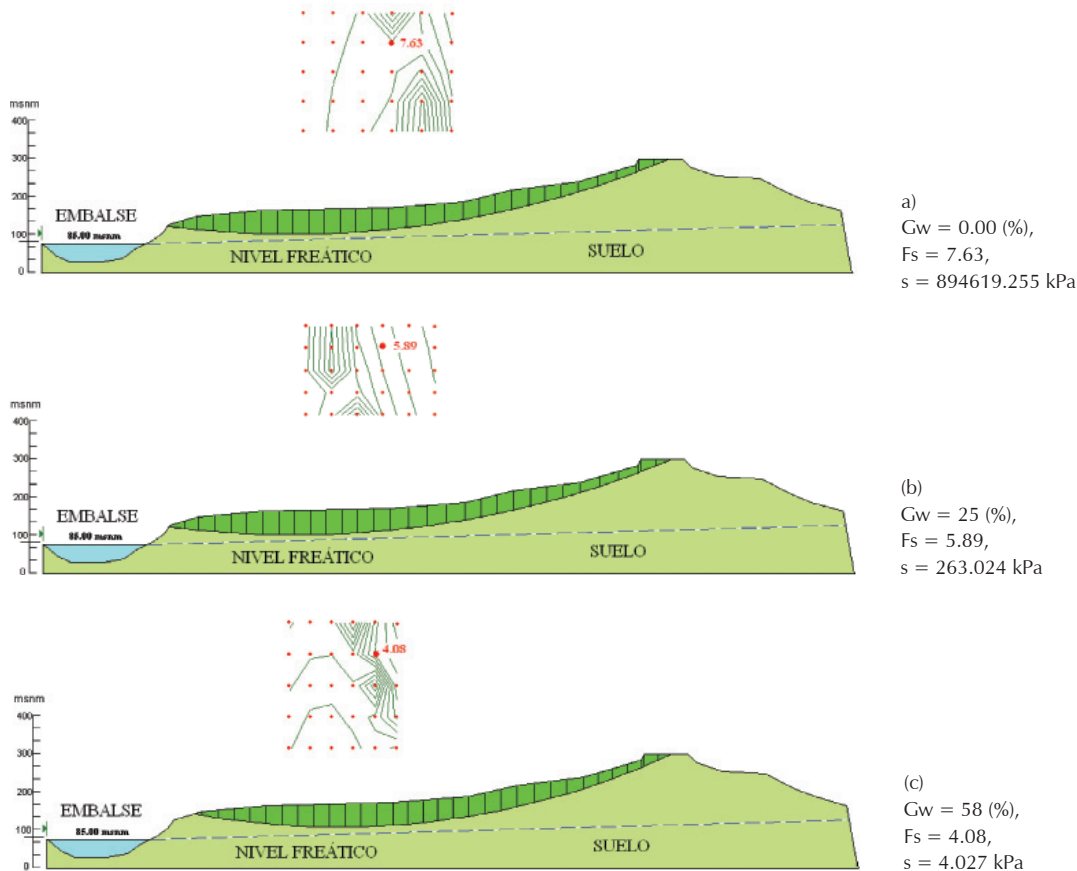 7.63
msnm
400
300
200
100
0
EMBALSE
85.00 msnm
NIVEL FREÁTICO
SUELO
a)
Gw = 0.00 (%),
Fs = 7.63,
s = 894619.255 kPa
5.89
msnm
400
300
200
100
0
EMBALSE
85.00 msnm
NIVEL FREÁTICO
SUELO
(b)
Gw = 25 (%),
Fs = 5.89,
s = 263.024 kPa
4.08
msnm
400
300
200
100
0
EMBALSE
85.00 msnm
NIVEL FREÁTICO
SUELO
(c)
Gw = 58 (%),
Fs = 4.08,
s = 4.027 kPa